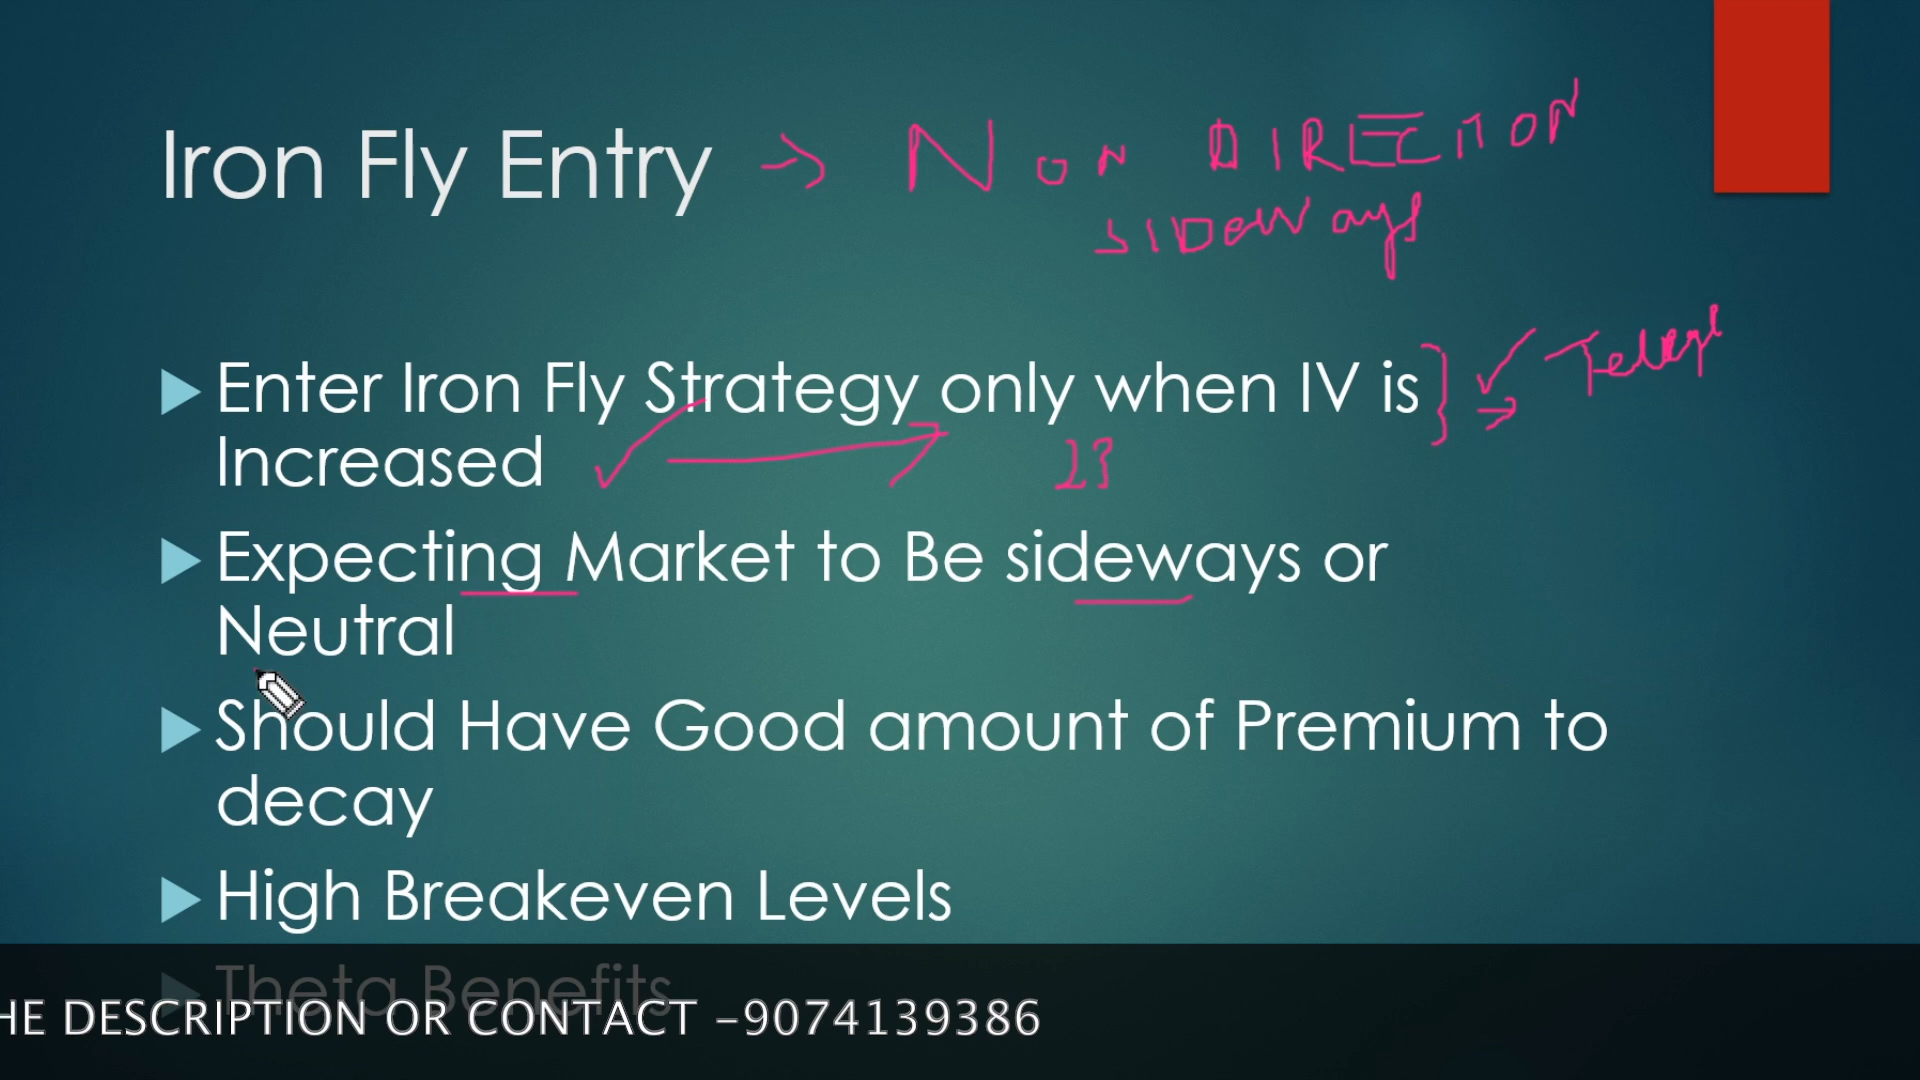 Iron Fly Entry → NON DIRECTION
SIDEWays
Enter Iron Fly Strategy only when IV is
Increased
Expecting Market to Be sideways or
Neutral
Should Have Good amount of Premium to
decay
High Breakeven Levels
Theta Benefits
HE DESCRIPTION OR CONTACT -9074139386